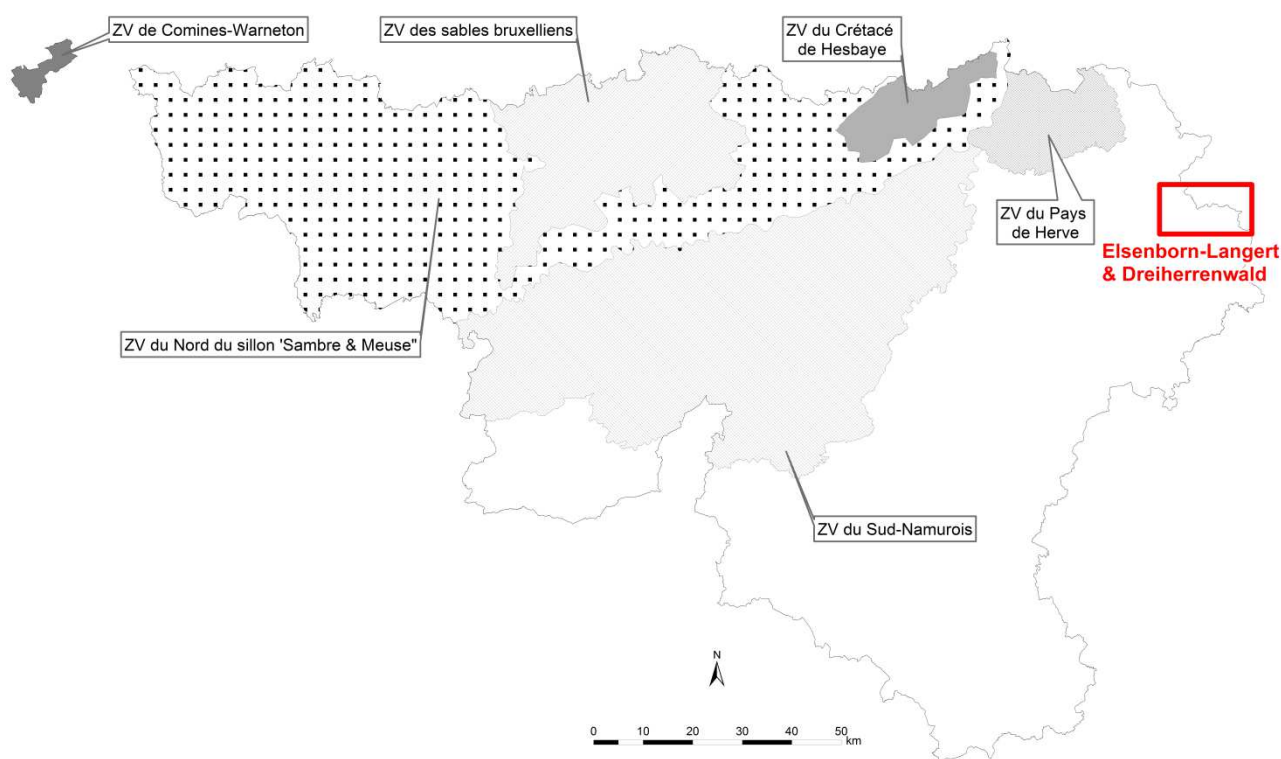 ZV de Comines-Warneton
ZV des sables bruxelliens
ZV du Crétacé
de Hesbaye
ZV du Pays
de Herve
Elsenborn-Langert
& Dreiherrenwald
ZV du Nord du sillon 'Sambre & Meuse"
ZV du Sud-Namurois
N
0 10 20 30 40 50
km